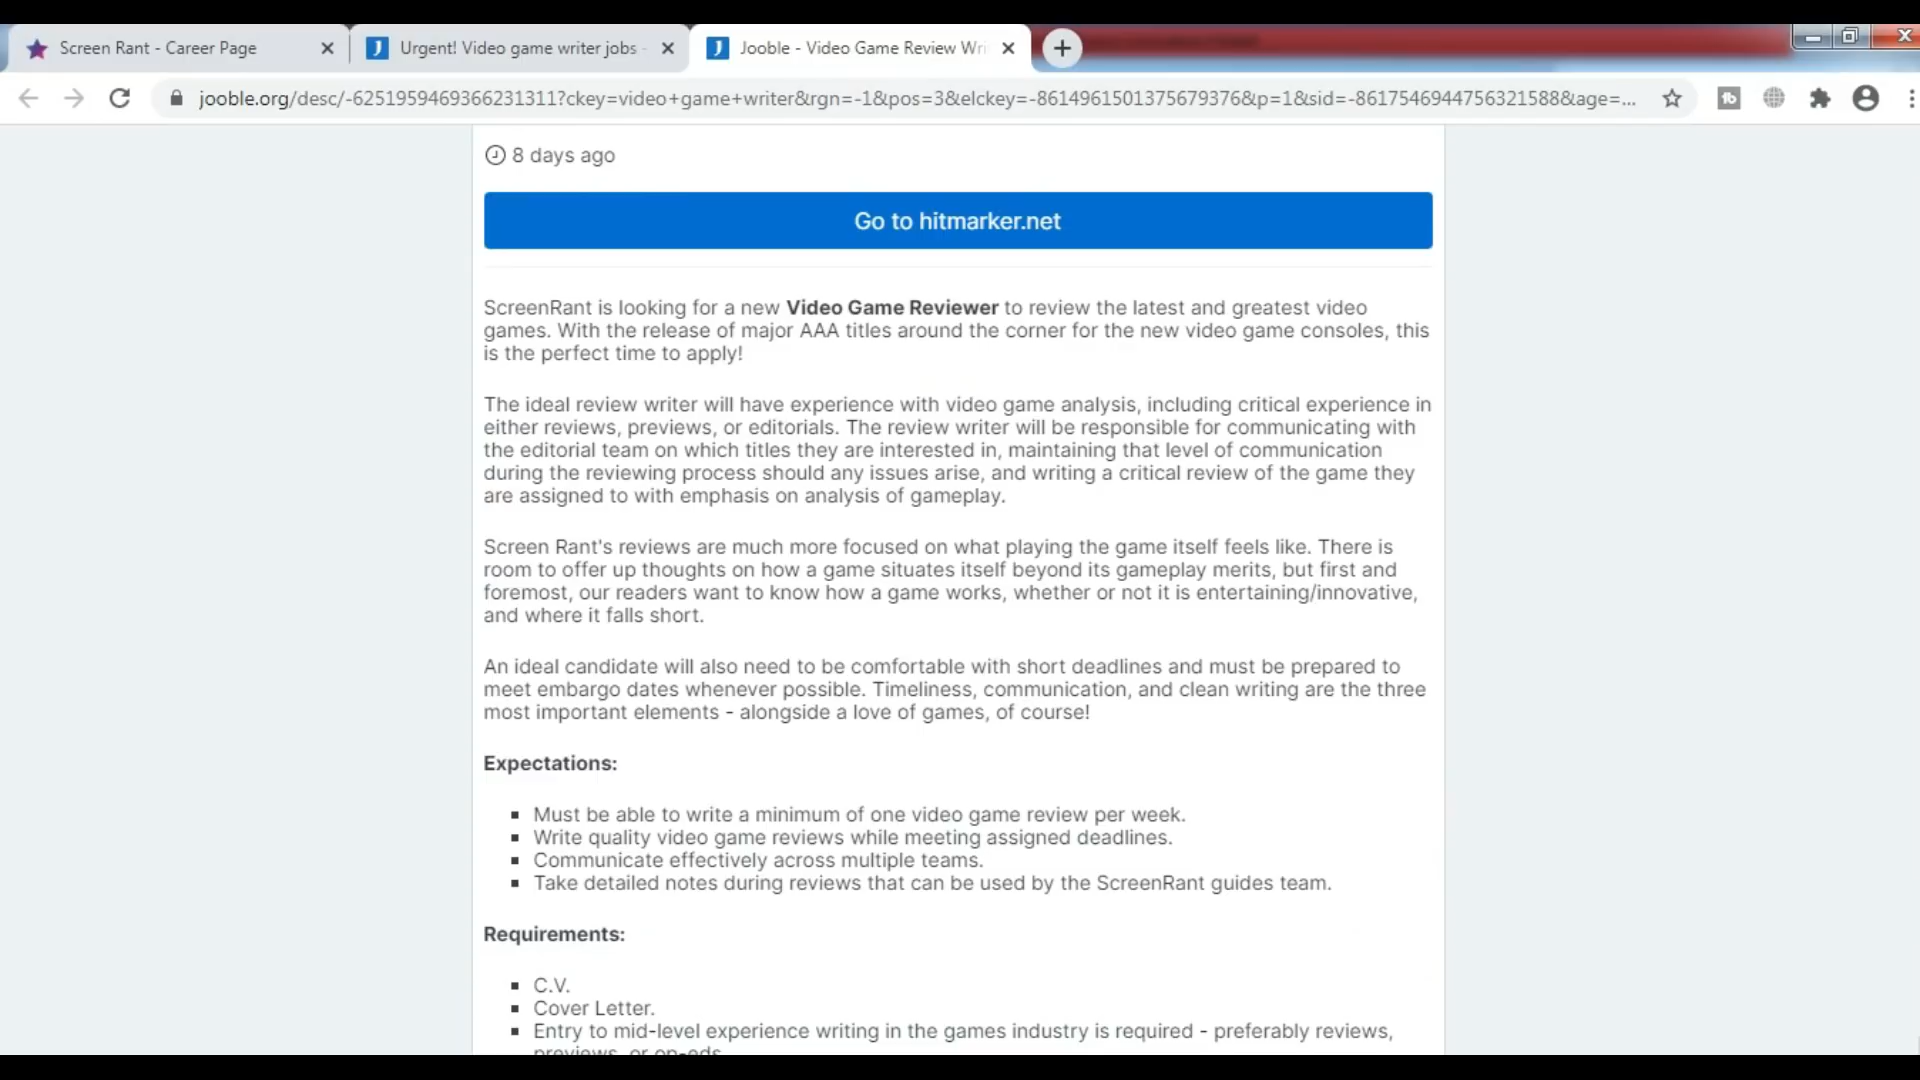 Screen Rant - Career Page
Urgent! Video game writer jobs -
Jooble - Video Game Review Wri
jooble.org/desc/-6251959469366231311?ckey=video+game+writer&rgn=-1&pos=3&elckey=-8614961501375679376&p=1&sid=-8617546944756321588&age=...
8 days ago
Go to hitmarker.net
ScreenRant is looking for a new Video Game Reviewer to review the latest and greatest video
games. With the release of major AAA titles around the corner for the new video game consoles, this
is the perfect time to apply!
The ideal review writer will have experience with video game analysis, including critical experience in
either reviews, previews, or editorials. The review writer will be responsible for communicating with
the editorial team on which titles they are interested in, maintaining that level of communication
during the reviewing process should any issues arise, and writing a critical review of the game they
are assigned to with emphasis on analysis of gameplay.
Screen Rant's reviews are much more focused on what playing the game itself feels like. There is
room to offer up thoughts on how a game situates itself beyond its gameplay merits, but first and
foremost, our readers want to know how a game works, whether or not it is entertaining/innovative,
and where it falls short.
An ideal candidate will also need to be comfortable with short deadlines and must be prepared to
meet embargo dates whenever possible. Timeliness, communication, and clean writing are the three
most important elements - alongside a love of games, of course!
Expectations:
Must be able to write a minimum of one video game review per week.
Write quality video game reviews while meeting assigned deadlines.
Communicate effectively across multiple teams.
Take detailed notes during reviews that can be used by the ScreenRant guides team.
Requirements:
C.V.
Cover Letter.
Entry to mid-level experience writing in the games industry is required - preferably reviews,
previews, or op-eds